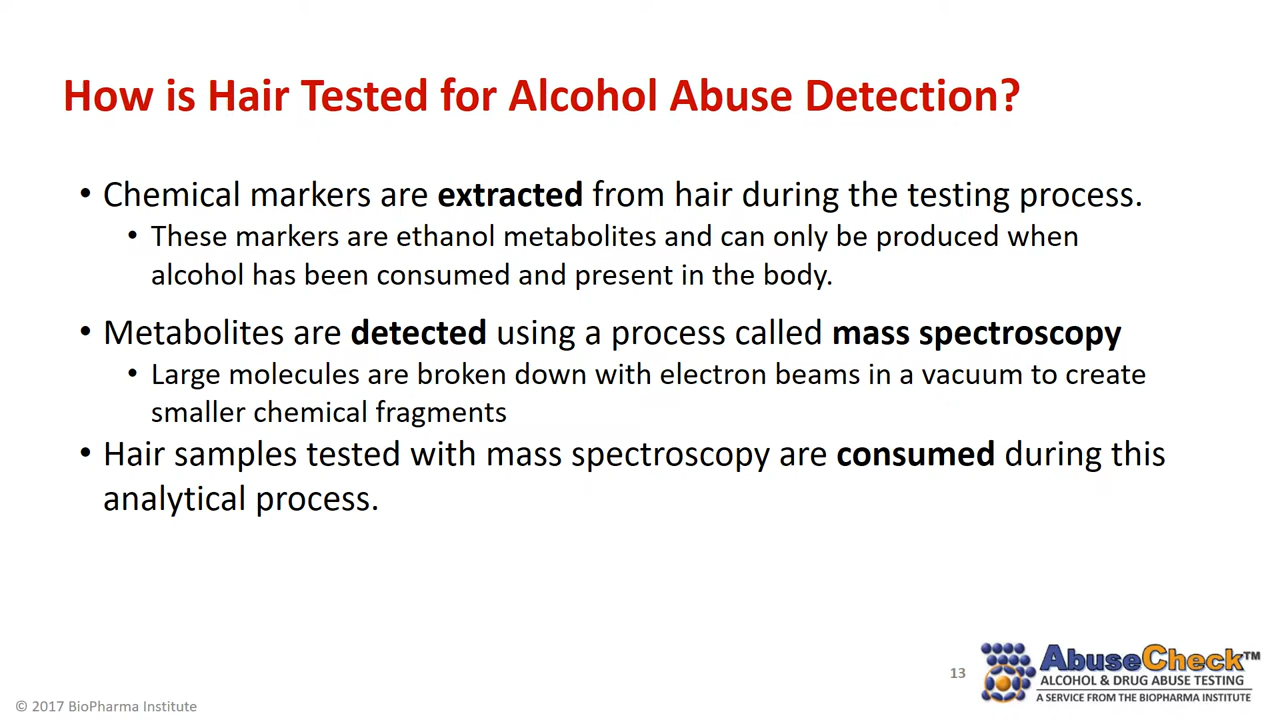 How is Hair Tested for Alcohol Abuse Detection?
• Chemical markers are extracted from hair during the testing process.
• These markers are ethanol metabolites and can only be produced when
alcohol has been consumed and present in the body.
• Metabolites are detected using a process called mass spectroscopy
• Large molecules are broken down with electron beams in a vacuum to create
smaller chemical fragments
• Hair samples tested with mass spectroscopy are consumed during this
analytical process.
13
AbuseCheck™
ALCOHOL & DRUG ABUSE TESTING
A SERVICE FROM THE BIOPHARMA INSTITUTE
© 2017 BioPharma Institute